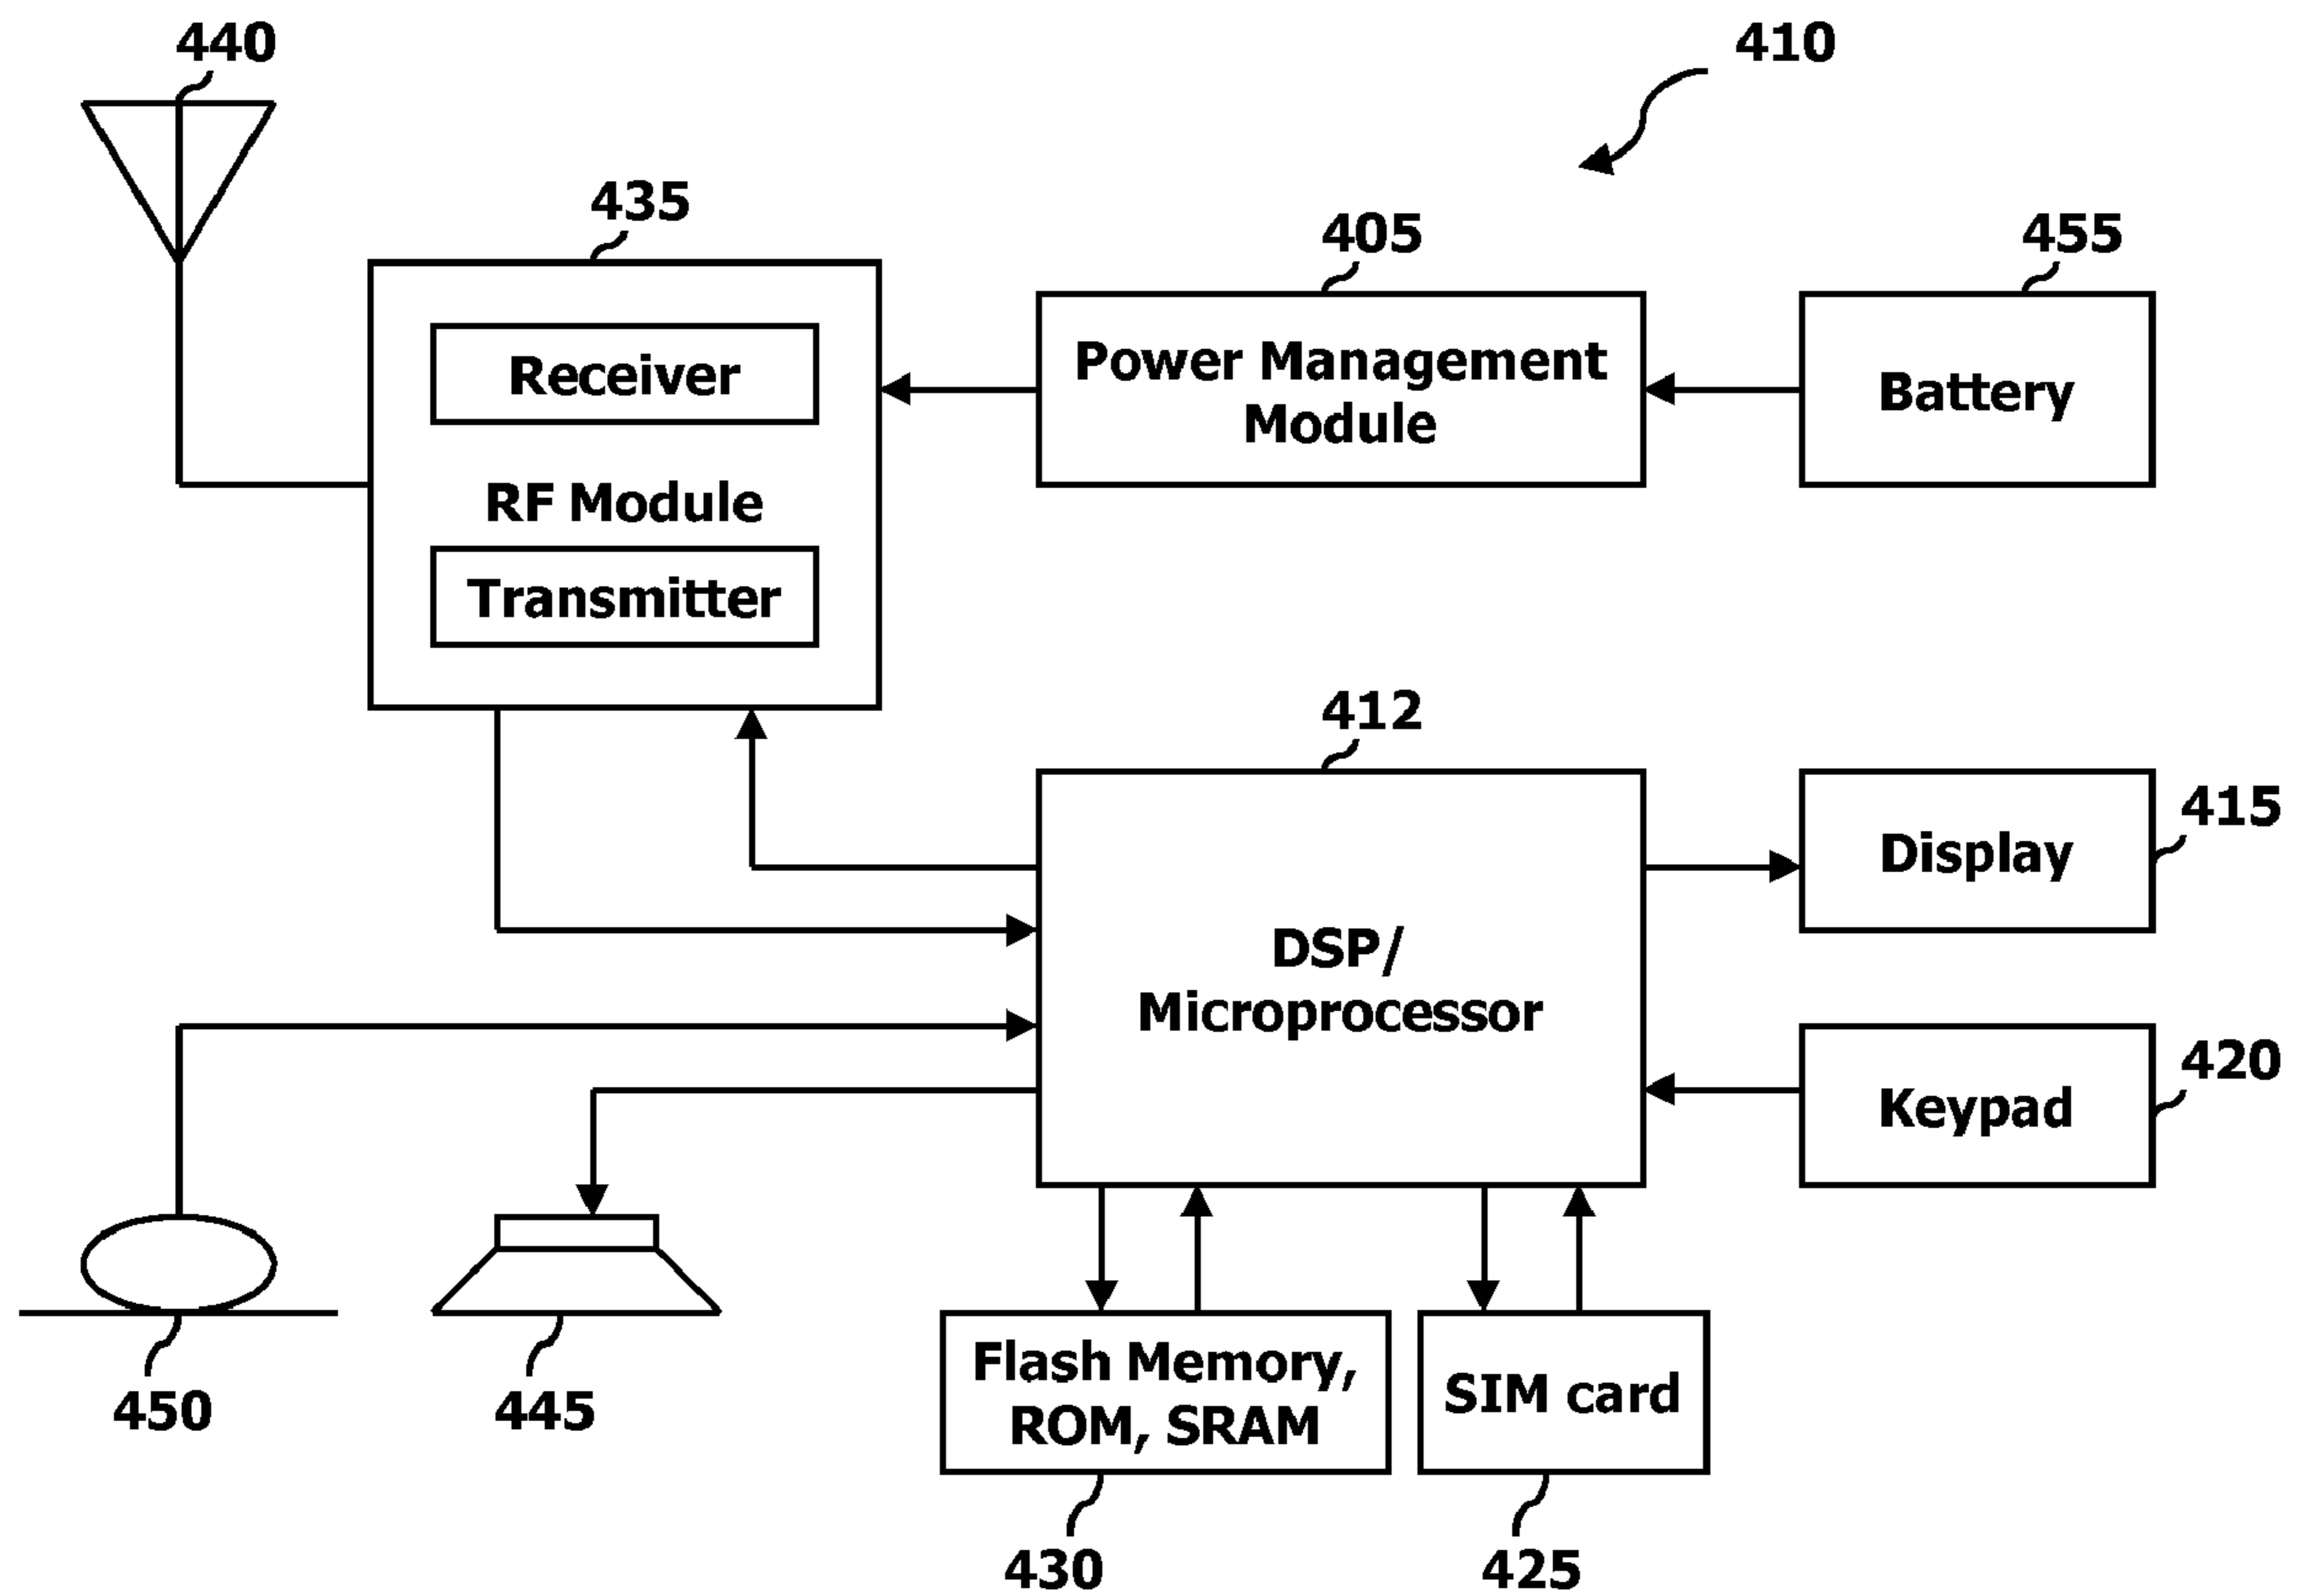 440
410
435
405
455
Receiver
Power Management
Module
Battery
RF Module
Transmitter
412
415
Display
DSP/
Microprocessor
420
Keypad
450
445
Flash Memory,
ROM, SRAM
SIM card
430
425